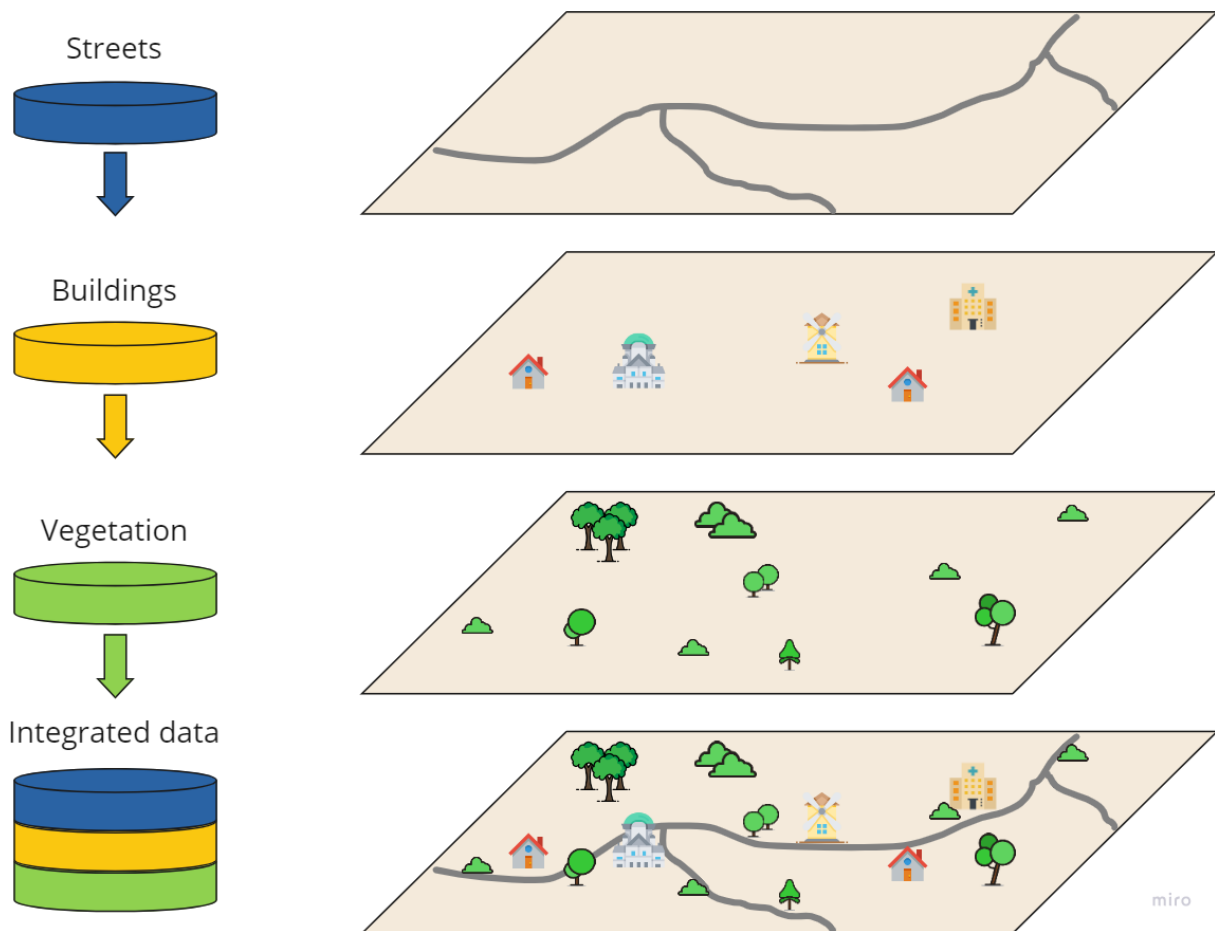 Streets
Buildings
Vegetation
Integrated data
miro